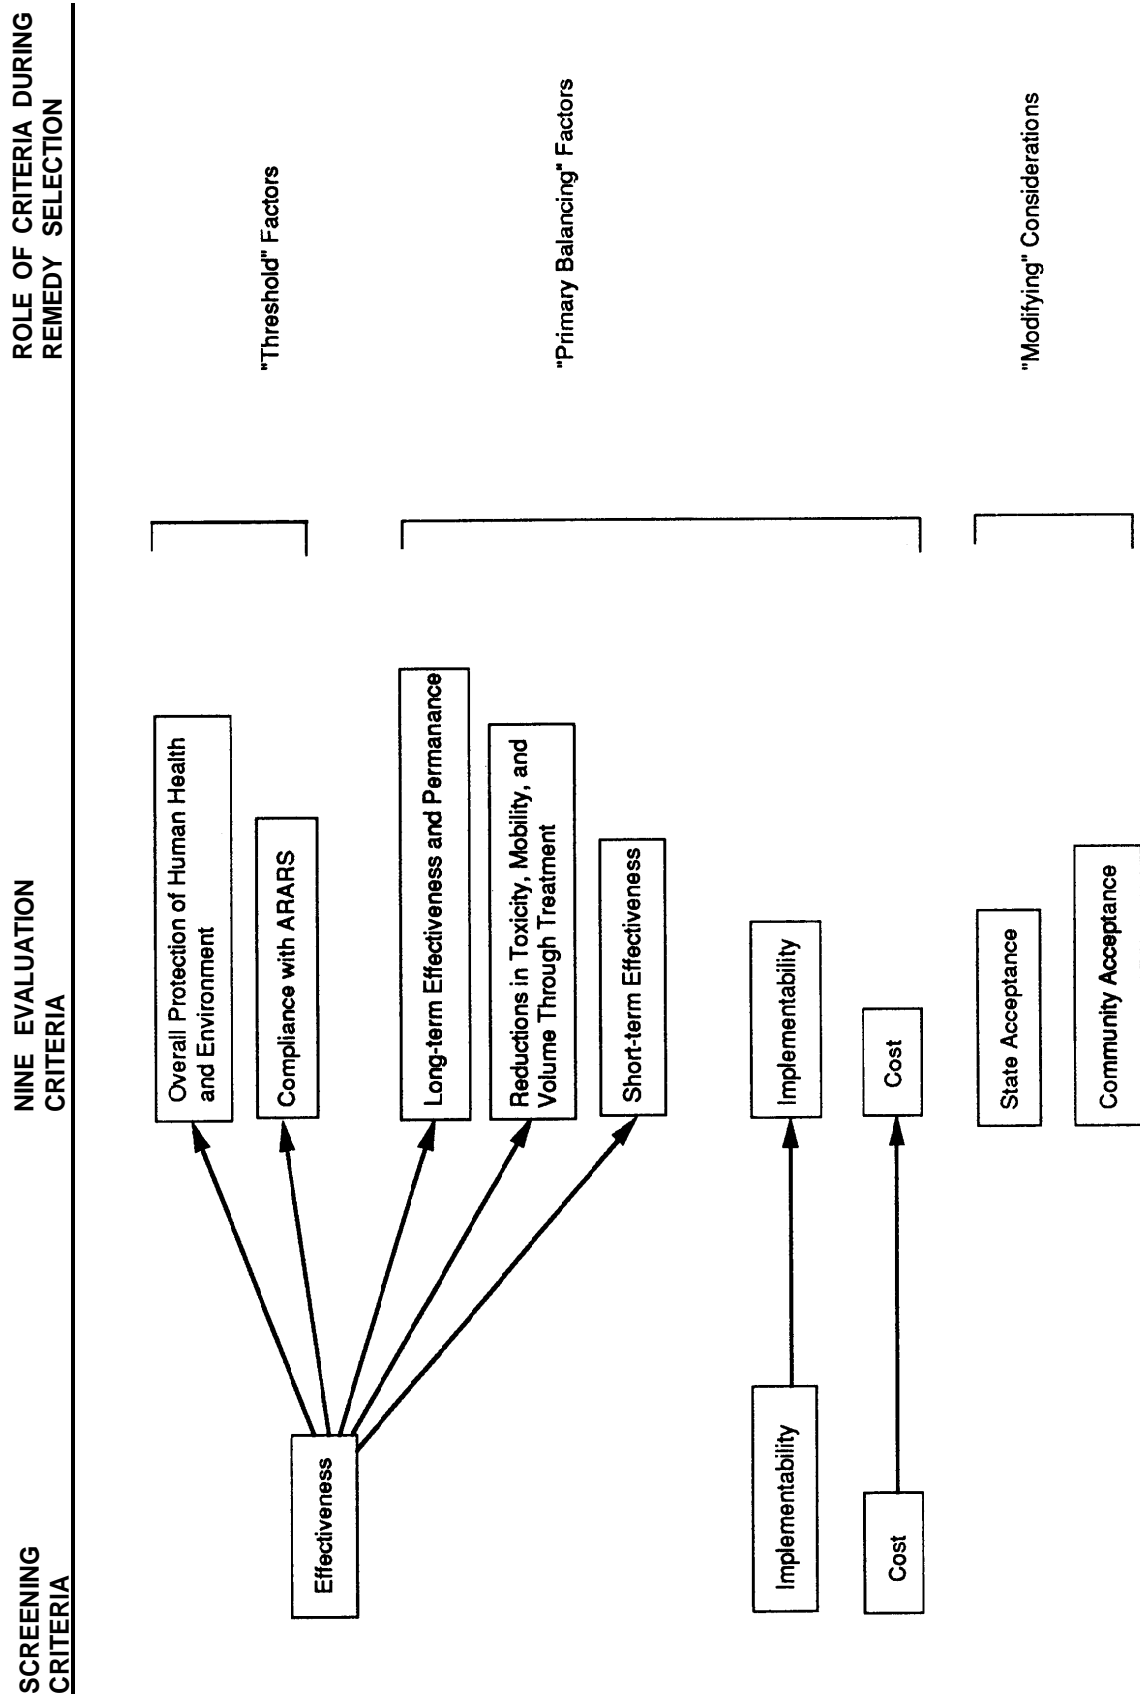 SCREENING
CRITERIA
NINE EVALUATION
CRITERIA
ROLE OF CRITERIA DURING
REMEDY SELECTION
Effectiveness
Overall Protection of Human Health
and Environment
Compliance with ARARS
"Threshold" Factors
Long-term Effectiveness and Permanance
Reductions in Toxicity, Mobility, and
Volume Through Treatment
Short-term Effectiveness
"Primary Balancing" Factors
Implementability
Implementability
Cost
Cost
State Acceptance
Community Acceptance
"Modifying" Considerations